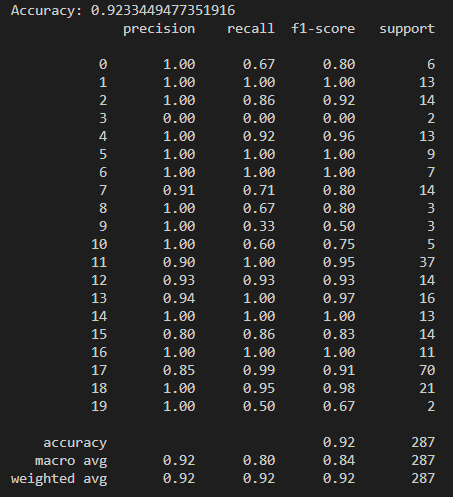 Accuracy: 0.9233449477351916
precision recall f1-score support
0 1.00 0.67 0.80 6
1 1.00 1.00 1.00 13
2 1.00 0.86 0.92 14
3 0.00 0.00 0.00 2
4 1.00 0.92 0.96 13
5 1.00 1.00 1.00 9
6 1.00 1.00 1.00 7
7 0.91 0.71 0.80 14
8 1.00 0.67 0.80 3
9 1.00 0.33 0.50 3
10 1.00 0.60 0.75 5
11 0.90 1.00 0.95 37
12 0.93 0.93 0.93 14
13 0.94 1.00 0.97 16
14 1.00 1.00 1.00 13
15 0.80 0.86 0.83 14
16 1.00 1.00 1.00 11
17 0.85 0.99 0.91 70
18 1.00 0.95 0.98 21
19 1.00 0.50 0.67 2
accuracy 0.92 287
macro avg 0.92 0.80 0.84 287
weighted avg 0.92 0.92 0.92 287